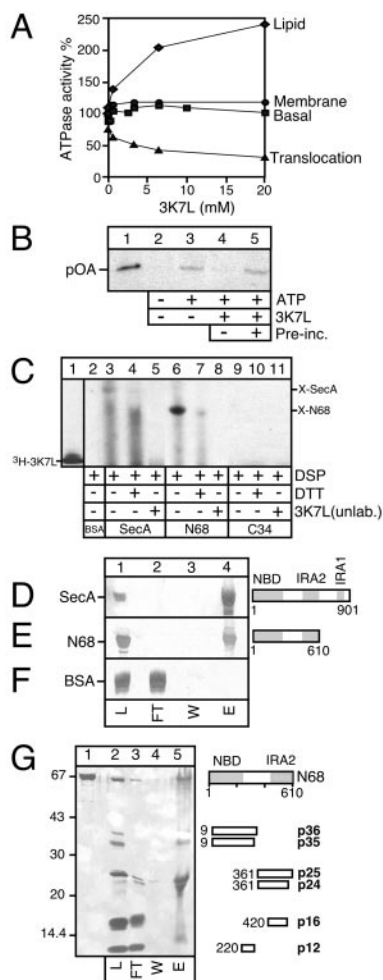 A
ATPase activity %
250
200
150
100
50
0
0 5 10 15 20
3K7L (mM)
Lipid
Membrane
Basal
Translocation
B
1 2 3 4 5
pOA
- + + + ATP
- - + + 3K7L
- + Pre-inc.
C
1 2 3 4 5 6 7 8 9 10 11
X-SecA
X-N68
³H-3K7L
+ + + + + + + + + + DSP
- - + - - + - - + - DTT
- - - + - - + - - + 3K7L(unlab.)
BSA SecA N68 C34
D
1 2 3 4
SecA
NBD IRA2 IRA1
1 901
E
N68
1 610
F
BSA
L FT W E
G
1 2 3 4 5
67
43
30
20
14.4
L FT W E
NBD IRA2
N68
1 610
9 p36
9 p35
361 p25
361 p24
420 p16
220 p12